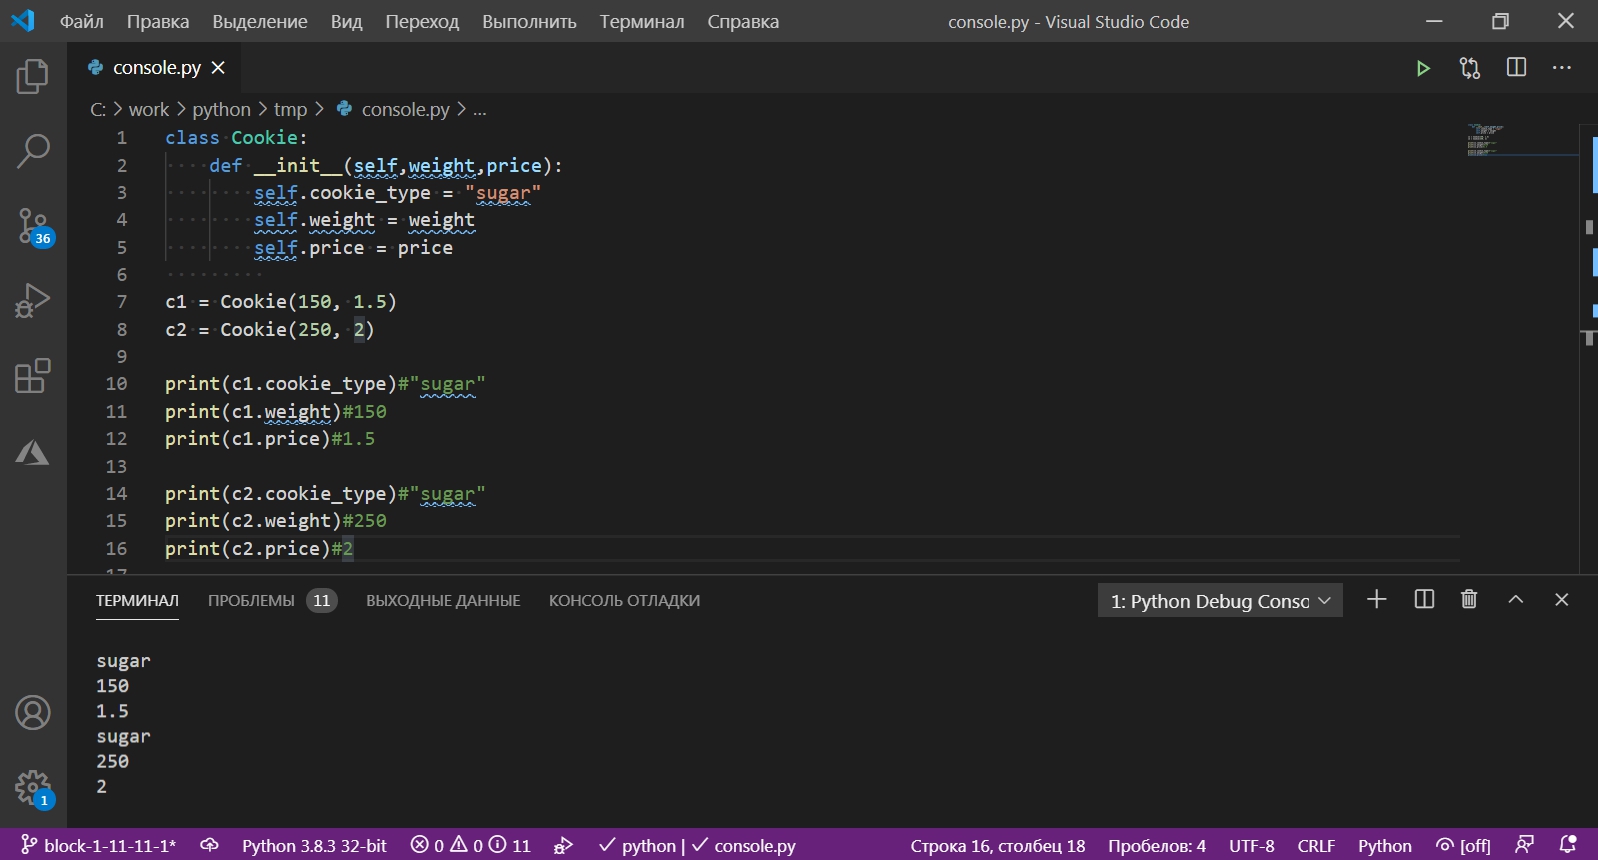 Файл Правка Выделение Вид Переход Выполнить Терминал Справка console.py - Visual Studio Code
console.py
C: > work > python > tmp > console.py > ...
1 class Cookie:
2 def __init__(self,weight,price):
3 self.cookie_type = "sugar"
4 self.weight = weight
5 self.price = price
6
7 c1 = Cookie(150, 1.5)
8 c2 = Cookie(250, 2)
9
10 print(c1.cookie_type)#"sugar"
11 print(c1.weight)#150
12 print(c1.price)#1.5
13
14 print(c2.cookie_type)#"sugar"
15 print(c2.weight)#250
16 print(c2.price)#2
17
36
ТЕРМИНАЛ ПРОБЛЕМЫ 11 ВЫХОДНЫЕ ДАННЫЕ КОНСОЛЬ ОТЛАДКИ 1: Python Debug Conso
sugar
150
1.5
sugar
250
2
1
block-1-11-11-1* Python 3.8.3 32-bit 0 0 11 python | console.py Строка 16, столбец 18 Пробелов: 4 UTF-8 CRLF Python [off]